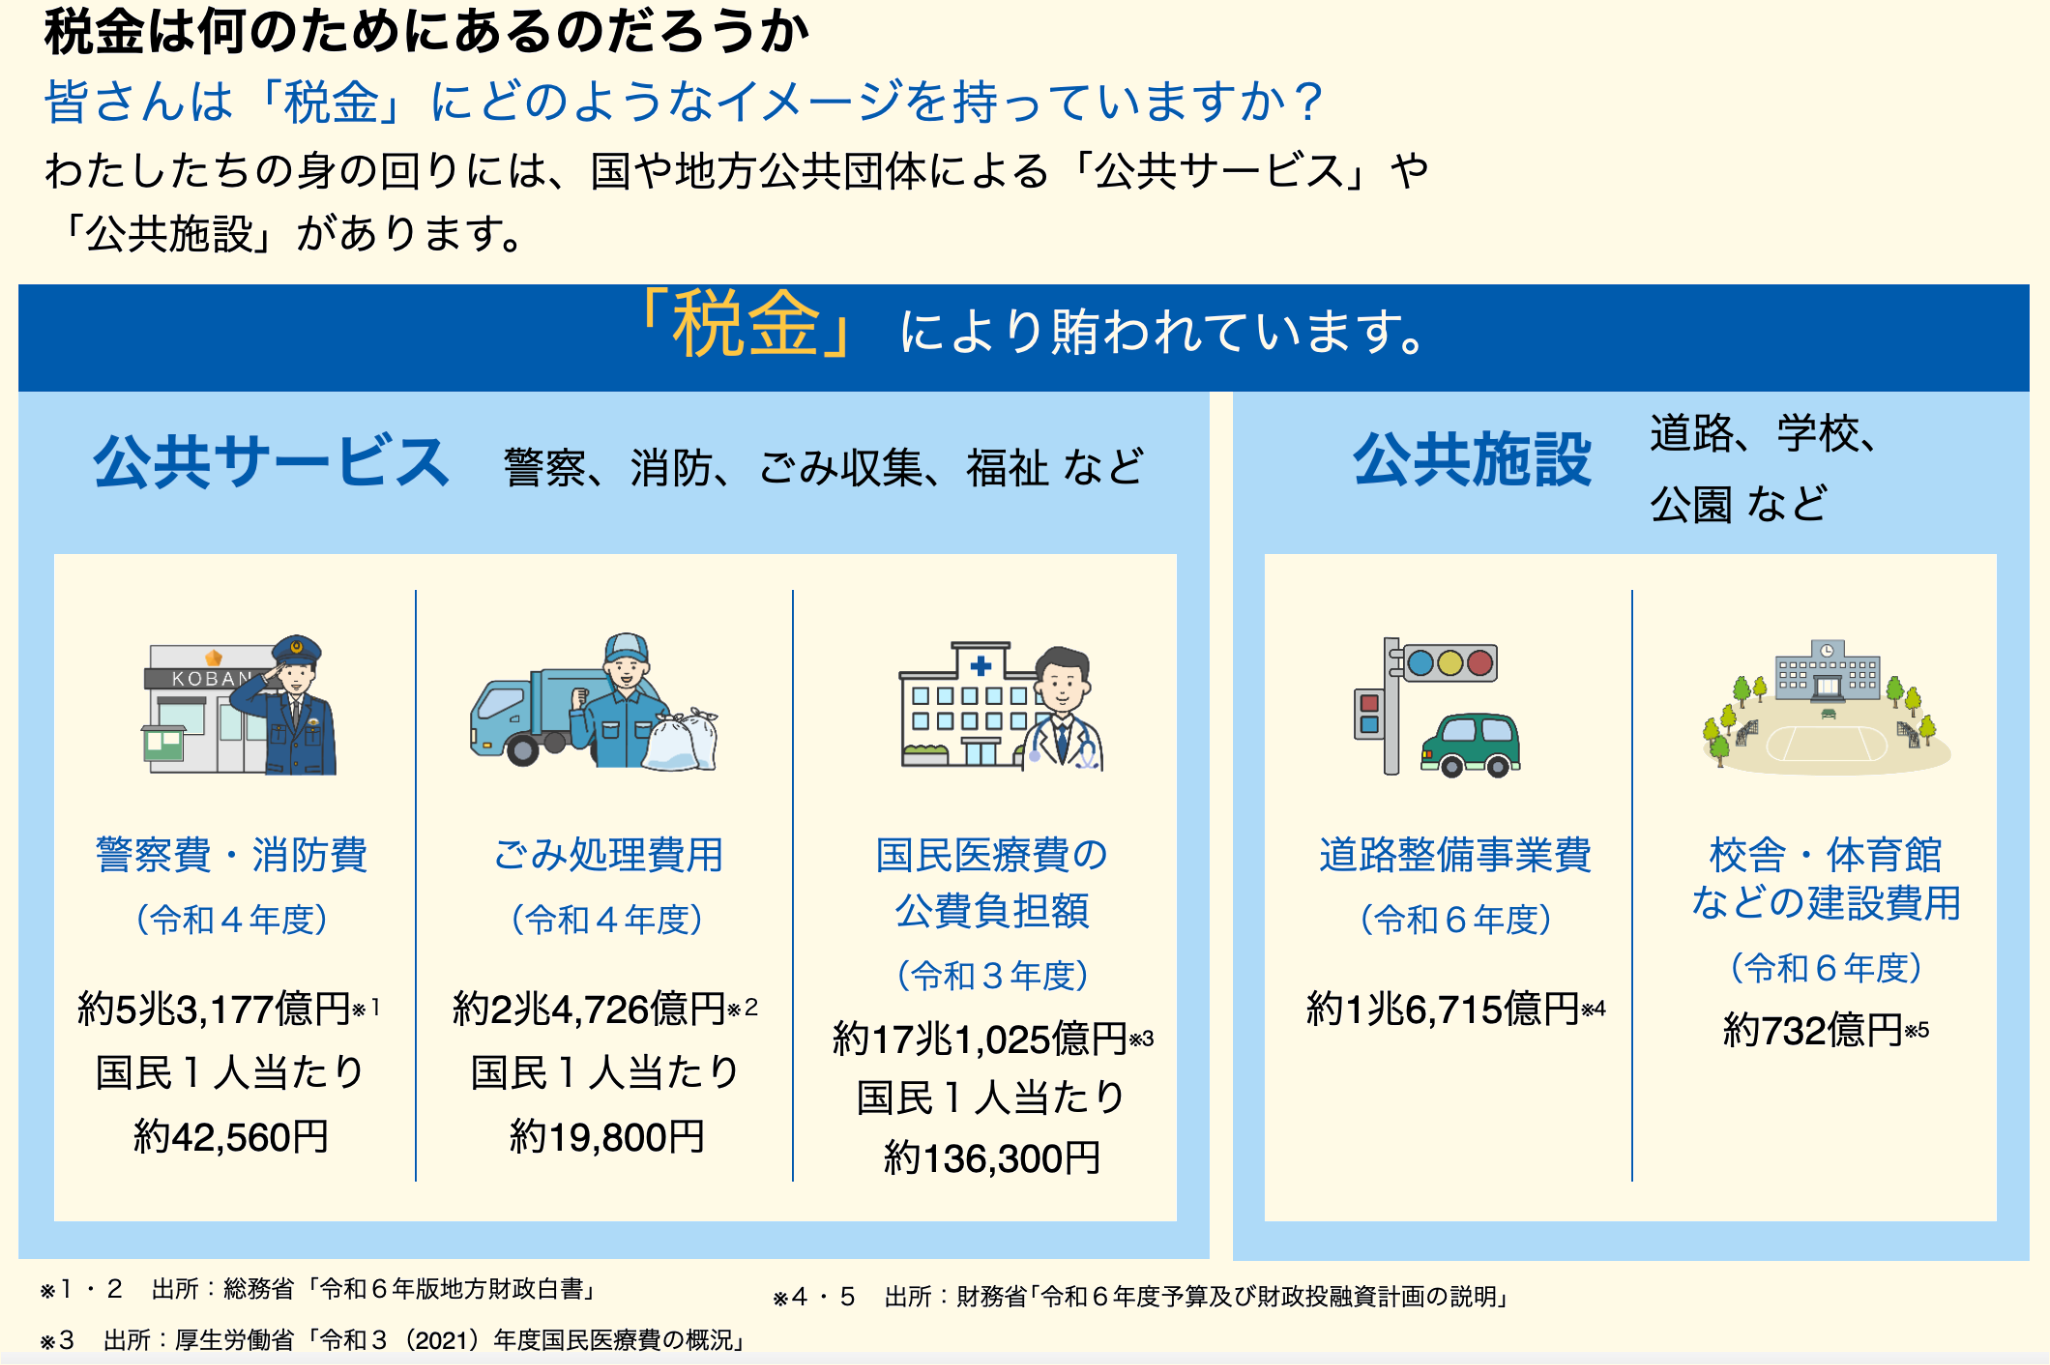 税金は何のためにあるのだろうか
皆さんは「税金」にどのようなイメージを持っていますか？
わたしたちの身の回りには、国や地方公共団体による「公共サービス」や
「公共施設」があります。
「税金」により賄われています。
公共サービス 警察、消防、ごみ収集、福祉 など
KOBAN
警察費・消防費
（令和４年度）
約5兆3,177億円※1
国民１人当たり
約42,560円
ごみ処理費用
（令和４年度）
約2兆4,726億円※2
国民１人当たり
約19,800円
国民医療費の
公費負担額
（令和３年度）
約17兆1,025億円※3
国民１人当たり
約136,300円
公共施設
道路、学校、
公園 など
道路整備事業費
（令和６年度）
約1兆6,715億円※4
校舎・体育館
などの建設費用
（令和６年度）
約732億円※5
※１・２　出所：総務省「令和６年版地方財政白書」
※３　出所：厚生労働省「令和３（2021）年度国民医療費の概況」
※４・５　出所：財務省「令和６年度予算及び財政投融資計画の説明」